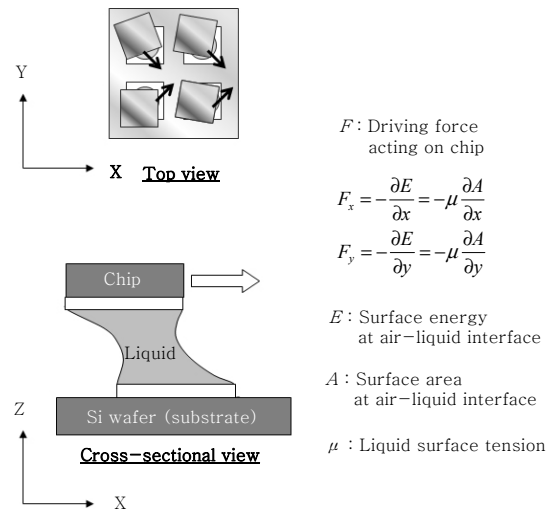 Y
X
Top view
F : Driving force
acting on chip
F_x = -∂E/∂x = -μ ∂A/∂x
F_y = -∂E/∂y = -μ ∂A/∂y
Chip
Liquid
Si wafer (substrate)
Cross-sectional view
Z
X
E : Surface energy
at air-liquid interface
A : Surface area
at air-liquid interface
μ : Liquid surface tension